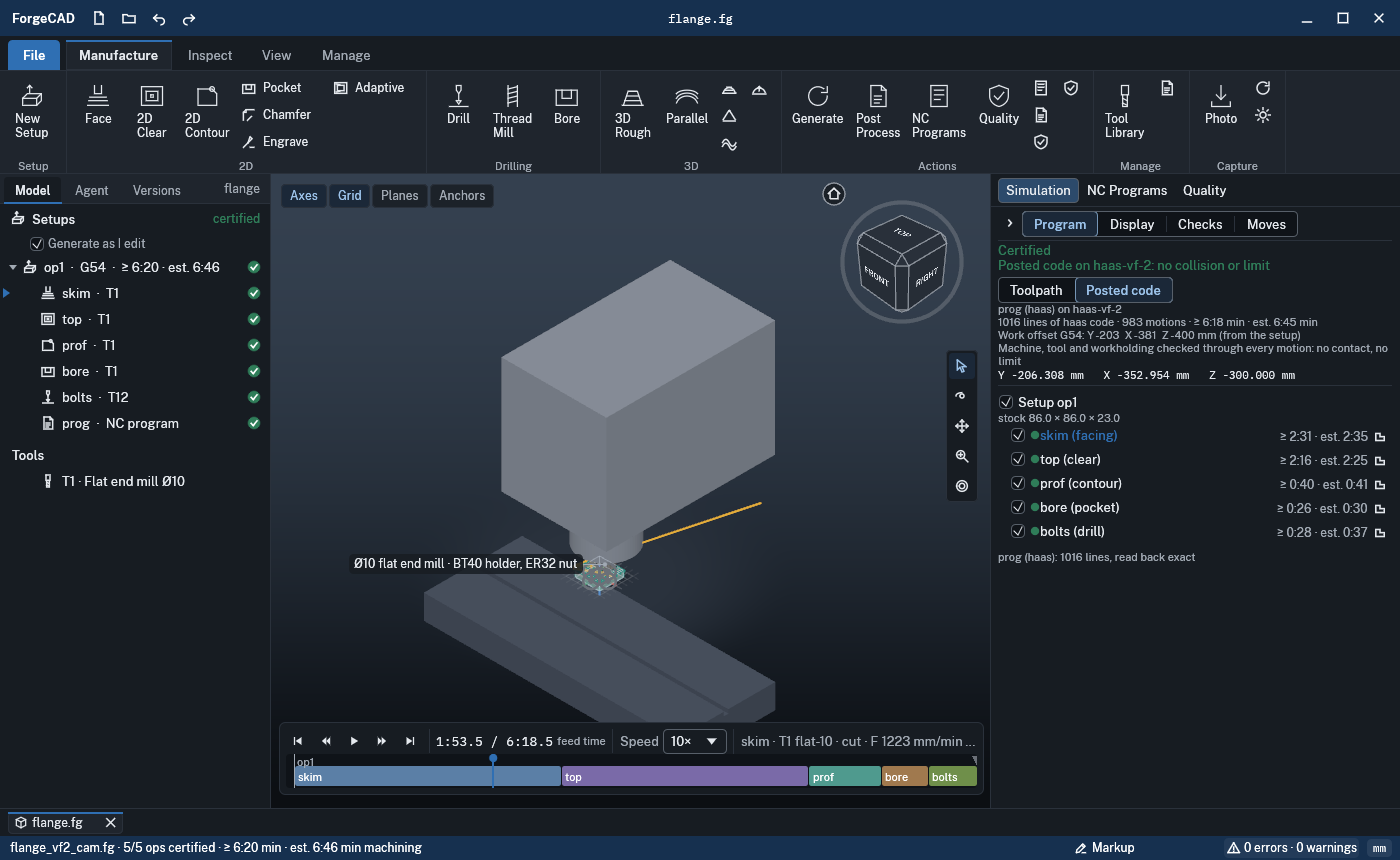 ForgeCAD
flange.fg
File
Manufacture
Inspect
View
Manage
New Setup
Face
2D Clear
2D Contour
Pocket
Chamfer
Engrave
Adaptive
Drill
Thread Mill
Bore
3D Rough
Parallel
Generate
Post Process
NC Programs
Quality
Tool Library
Photo
Setup
2D
Drilling
3D
Actions
Manage
Capture
Model
Agent
Versions
flange
Setups
certified
Generate as I edit
op1 · G54 · ≥ 6:20 · est. 6:46
skim · T1
top · T1
prof · T1
bore · T1
bolts · T12
prog · NC program
Tools
T1 · Flat end mill Ø10
Axes
Grid
Planes
Anchors
TOP
FRONT
RIGHT
Ø10 flat end mill · BT40 holder, ER32 nut
1:53.5 / 6:18.5 feed time
Speed
10×
skim · T1 flat-10 · cut · F 1223 mm/min ...
op1
skim
top
prof
bore
bolts
Simulation
NC Programs
Quality
Program
Display
Checks
Moves
Certified
Posted code on haas-vf-2: no collision or limit
Toolpath
Posted code
prog (haas) on haas-vf-2
1016 lines of haas code · 983 motions · ≥ 6:18 min · est. 6:45 min
Work offset G54: Y -203 X -381 Z -400 mm (from the setup)
Machine, tool and workholding checked through every motion: no contact, no
limit
Y -206.308 mm X -352.954 mm Z -300.000 mm
Setup op1
stock 86.0 × 86.0 × 23.0
skim (facing) ≥ 2:31 · est. 2:35
top (clear) ≥ 2:16 · est. 2:25
prof (contour) ≥ 0:40 · est. 0:41
bore (pocket) ≥ 0:26 · est. 0:30
bolts (drill) ≥ 0:28 · est. 0:37
prog (haas): 1016 lines, read back exact
flange.fg
flange_vf2_cam.fg · 5/5 ops certified · ≥ 6:20 min · est. 6:46 min machining
Markup
0 errors · 0 warnings
mm